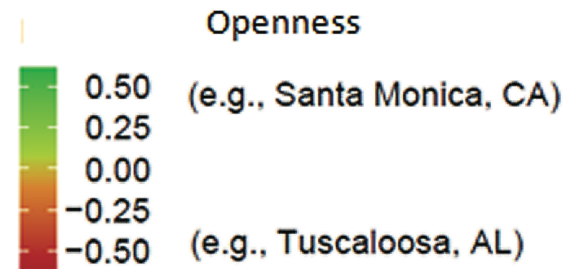 Openness
0.50 (e.g., Santa Monica, CA)
0.25
0.00
−0.25
−0.50 (e.g., Tuscaloosa, AL)